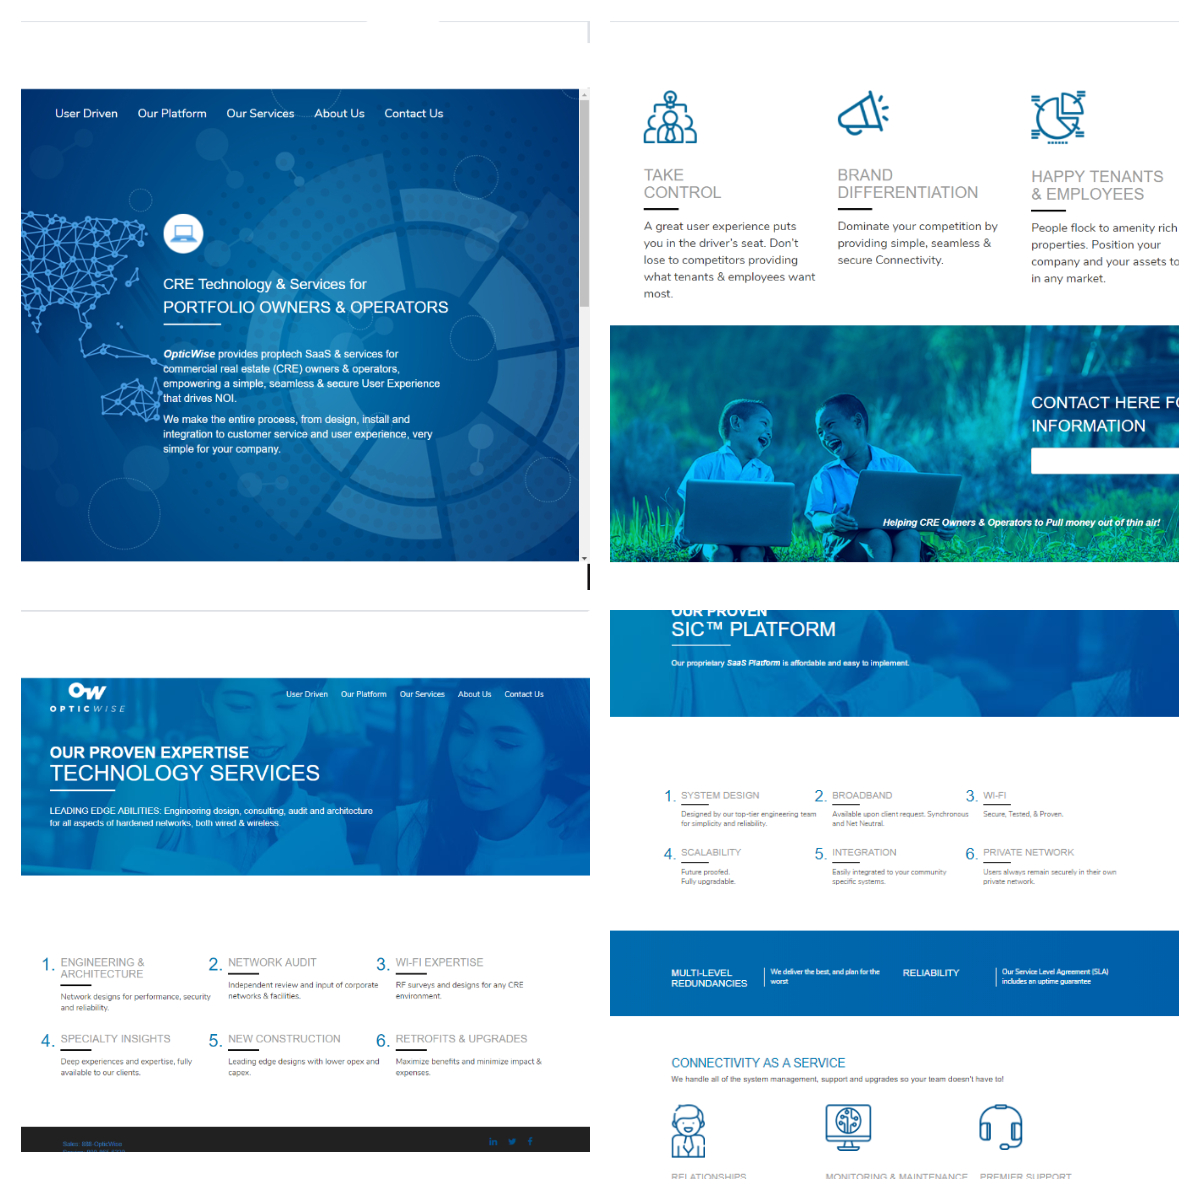 User Driven Our Platform Our Services About Us Contact Us
CRE Technology & Services for
PORTFOLIO OWNERS & OPERATORS
OpticWise provides proptech SaaS & services for
commercial real estate (CRE) owners & operators,
empowering a simple, seamless & secure User Experience
that drives NOI.
We make the entire process, from design, install and
integration to customer service and user experience, very
simple for your company.
TAKE
CONTROL
A great user experience puts
you in the driver's seat. Don't
lose to competitors providing
what tenants & employees want
most.
BRAND
DIFFERENTIATION
Dominate your competition by
providing simple, seamless &
secure Connectivity.
HAPPY TENANTS
& EMPLOYEES
People flock to amenity rich
properties. Position your
company and your assets to
in any market.
CONTACT HERE FO
INFORMATION
Helping CRE Owners & Operators to Pull money out of thin air!
OW
OPTICWISE
User Driven Our Platform Our Services About Us Contact Us
OUR PROVEN EXPERTISE
TECHNOLOGY SERVICES
LEADING EDGE ABILITIES: Engineering design, consulting, audit and architecture
for all aspects of hardened networks, both wired & wireless
1. ENGINEERING &
ARCHITECTURE
Network designs for performance, security
and reliability.
2. NETWORK AUDIT
Independent review and input of corporate
networks & facilities.
3. WI-FI EXPERTISE
RF surveys and designs for any CRE
environment.
4. SPECIALTY INSIGHTS
Deep experiences and expertise, fully
available to our clients.
5. NEW CONSTRUCTION
Leading edge designs with lower opex and
capex.
6. RETROFITS & UPGRADES
Maximize benefits and minimize impact &
expenses.
Sales: 888-OpticWise
OUR PROVEN
SIC™ PLATFORM
Our proprietary SaaS Platform is affordable and easy to implement.
1. SYSTEM DESIGN
Designed by our top-tier engineering team
for simplicity and reliability.
2. BROADBAND
Available upon client request. Synchronous
and Net Neutral.
3. WI-FI
Secure, Tested, & Proven.
4. SCALABILITY
Future proofed.
Fully upgradable.
5. INTEGRATION
Easily integrated to your community
specific systems.
6. PRIVATE NETWORK
Users always remain securely in their own
private network.
MULTI-LEVEL
REDUNDANCIES
We deliver the best, and plan for the
worst
RELIABILITY
Our Service Level Agreement (SLA)
includes an uptime guarantee
CONNECTIVITY AS A SERVICE
We handle all of the system management, support and upgrades so your team doesn't have to!
RELATIONSHIPS
MONITORING & MAINTENANCE
PREMIER SUPPORT